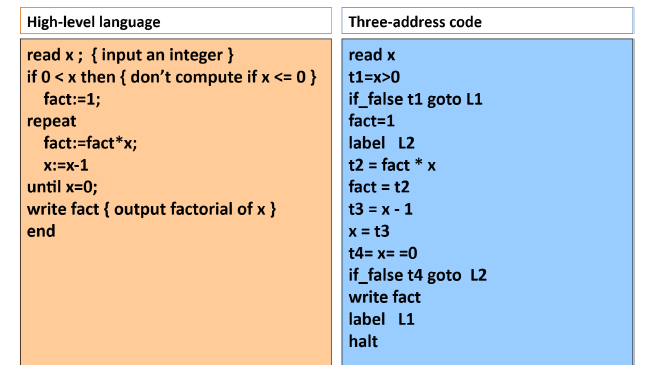 High-level language
read x ; { input an integer }
if 0 < x then { don't compute if x <= 0 }
fact:=1;
repeat
fact:=fact*x;
x:=x-1
until x=0;
write fact { output factorial of x }
end
Three-address code
read x
t1=x>0
if_false t1 goto L1
fact=1
label L2
t2 = fact * x
fact = t2
t3 = x - 1
x = t3
t4= x= =0
if_false t4 goto L2
write fact
label L1
halt